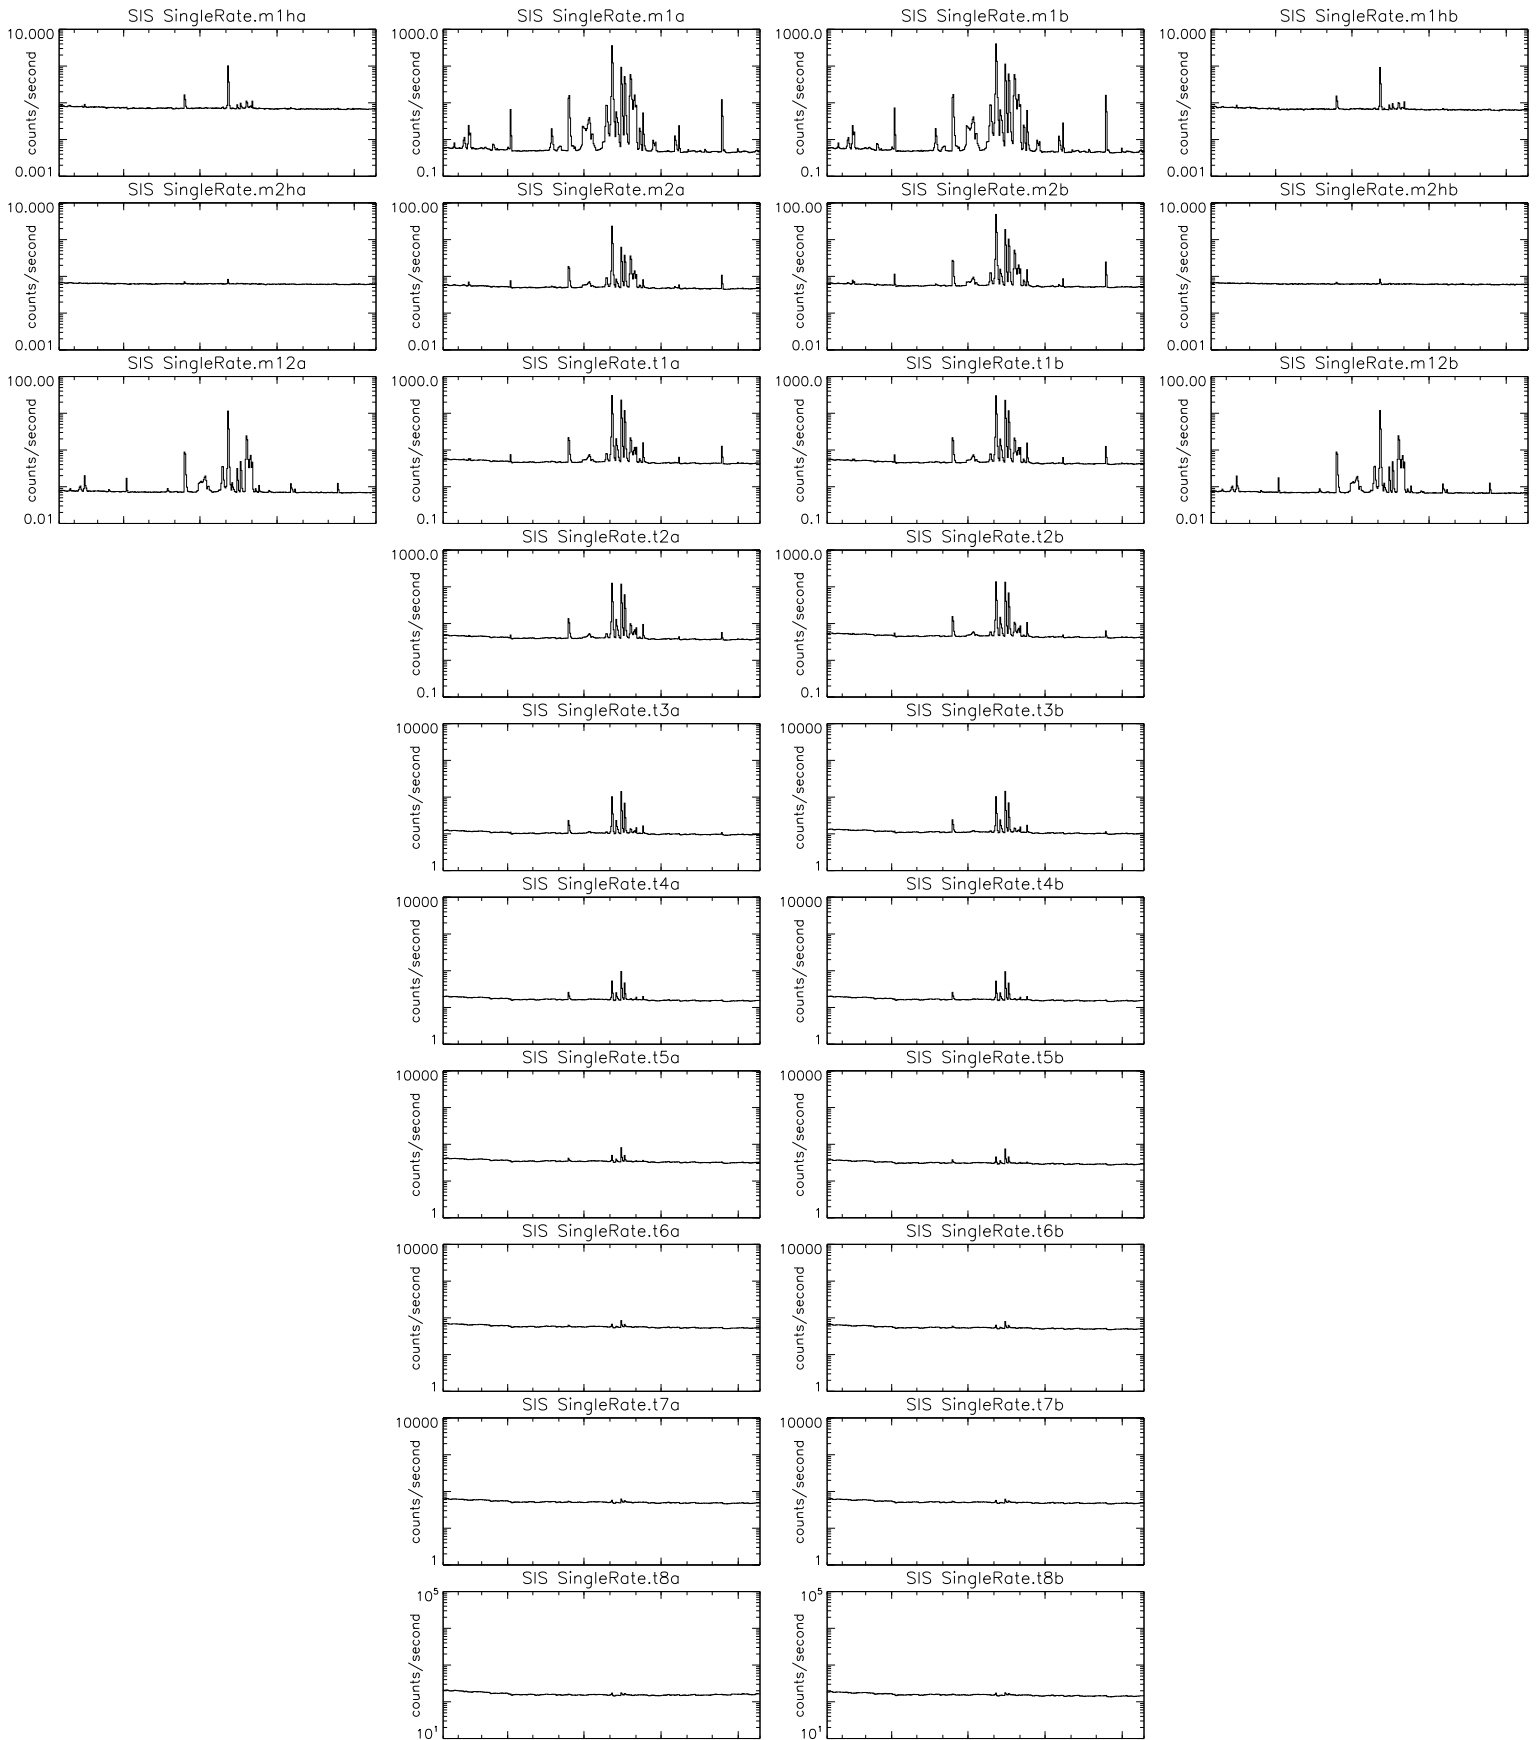 SIS SingleRate.m1ha
10.000
counts/second
0.001
SIS SingleRate.m1a
1000.0
counts/second
0.1
SIS SingleRate.m1b
1000.0
counts/second
0.1
SIS SingleRate.m1hb
10.000
counts/second
0.001
SIS SingleRate.m2ha
10.000
counts/second
0.001
SIS SingleRate.m2a
100.00
counts/second
0.01
SIS SingleRate.m2b
100.00
counts/second
0.01
SIS SingleRate.m2hb
10.000
counts/second
0.001
SIS SingleRate.m12a
100.00
counts/second
0.01
SIS SingleRate.t1a
1000.0
counts/second
0.1
SIS SingleRate.t1b
1000.0
counts/second
0.1
SIS SingleRate.m12b
100.00
counts/second
0.01
SIS SingleRate.t2a
1000.0
counts/second
0.1
SIS SingleRate.t2b
1000.0
counts/second
0.1
SIS SingleRate.t3a
10000
counts/second
1
SIS SingleRate.t3b
10000
counts/second
1
SIS SingleRate.t4a
10000
counts/second
1
SIS SingleRate.t4b
10000
counts/second
1
SIS SingleRate.t5a
10000
counts/second
1
SIS SingleRate.t5b
10000
counts/second
1
SIS SingleRate.t6a
10000
counts/second
1
SIS SingleRate.t6b
10000
counts/second
1
SIS SingleRate.t7a
10000
counts/second
1
SIS SingleRate.t7b
10000
counts/second
1
SIS SingleRate.t8a
10⁵
counts/second
10¹
SIS SingleRate.t8b
10⁵
counts/second
10¹